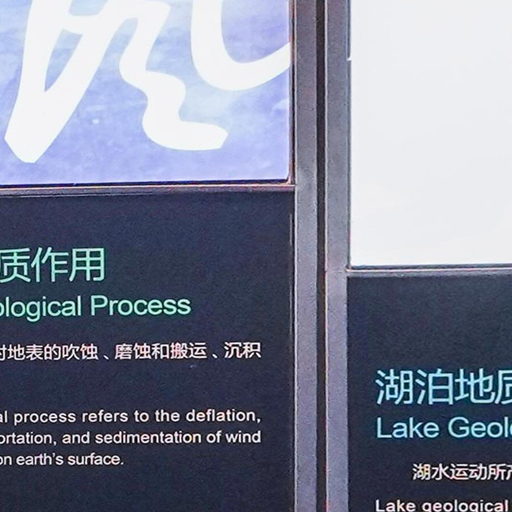 质作用
ological Process
对地表的吹蚀、磨蚀和搬运、沉积
al process refers to the deflation,
ortation, and sedimentation of wind
on earth's surface.
湖泊地质
Lake Geol
湖水运动所产
Lake geological